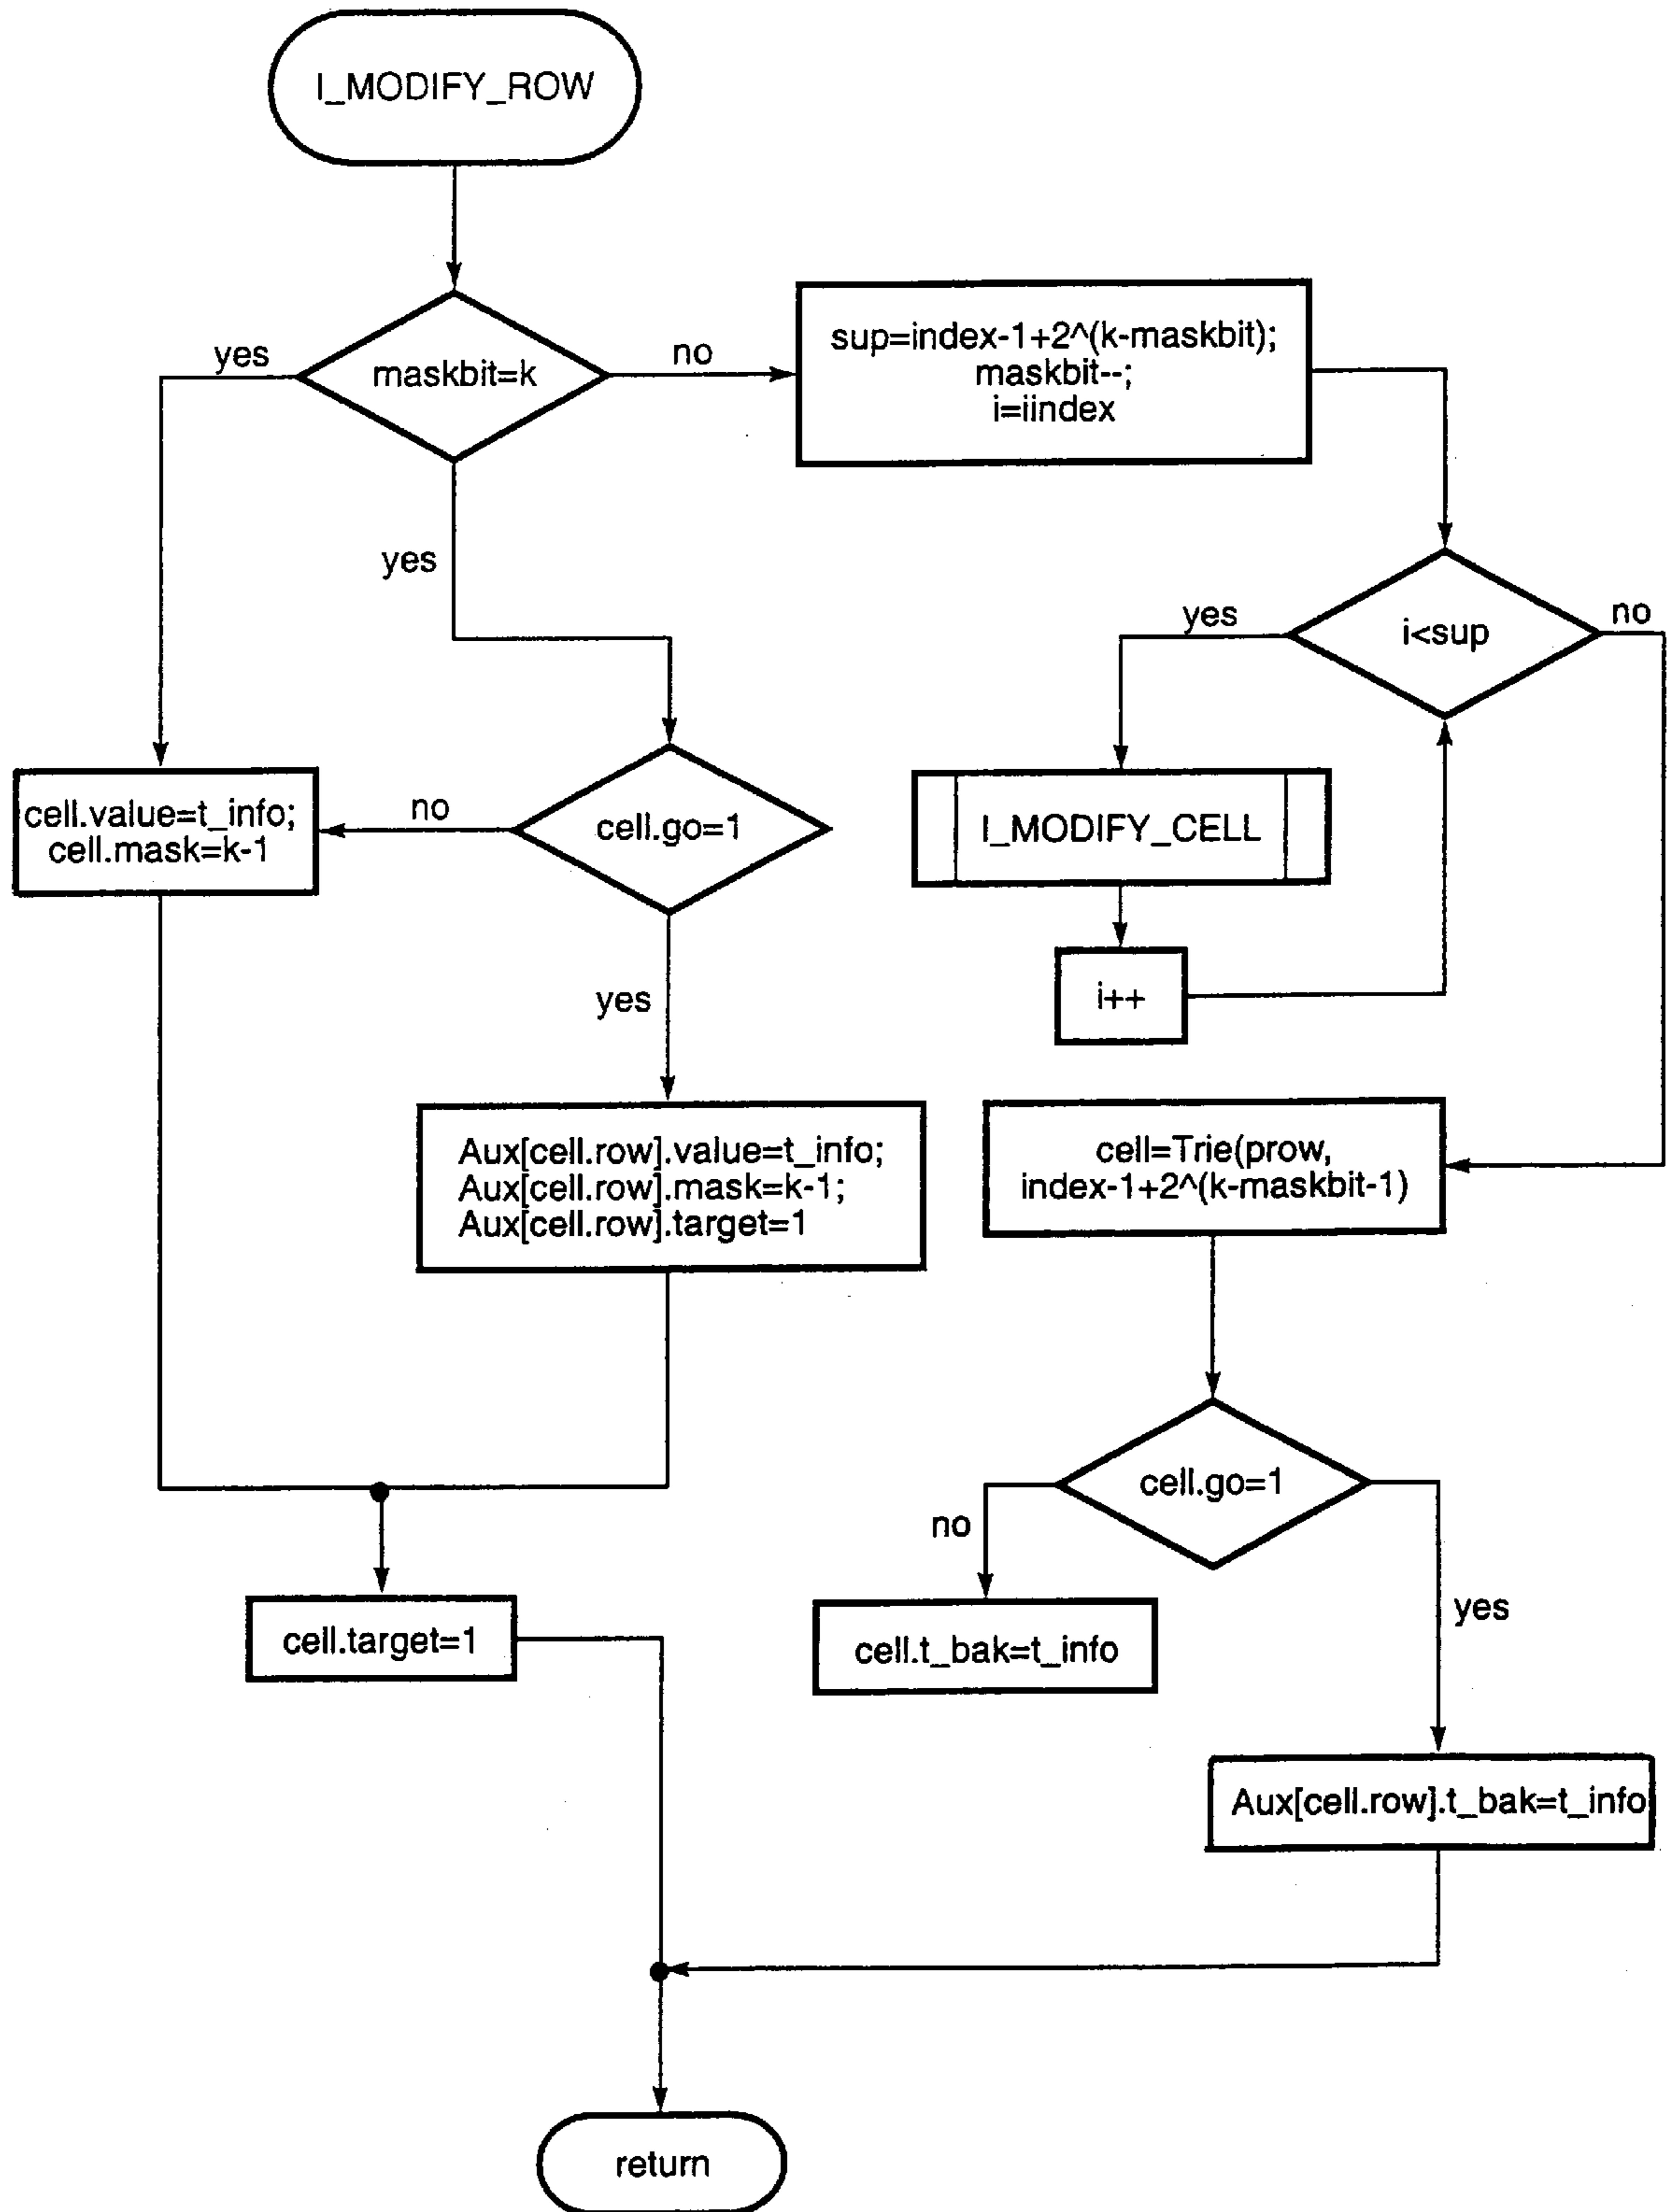 I_MODIFY_ROW
yes
maskbit=k
no
sup=index-1+2^(k-maskbit);
maskbit--;
i=iindex
yes
yes
i<sup
no
cell.value=t_info;
cell.mask=k-1
no
cell.go=1
I_MODIFY_CELL
yes
i++
Aux[cell.row].value=t_info;
Aux[cell.row].mask=k-1;
Aux[cell.row].target=1
cell=Trie(prow,
index-1+2^(k-maskbit-1)
cell.go=1
no
yes
cell.target=1
cell.t_bak=t_info
Aux[cell.row].t_bak=t_info
return